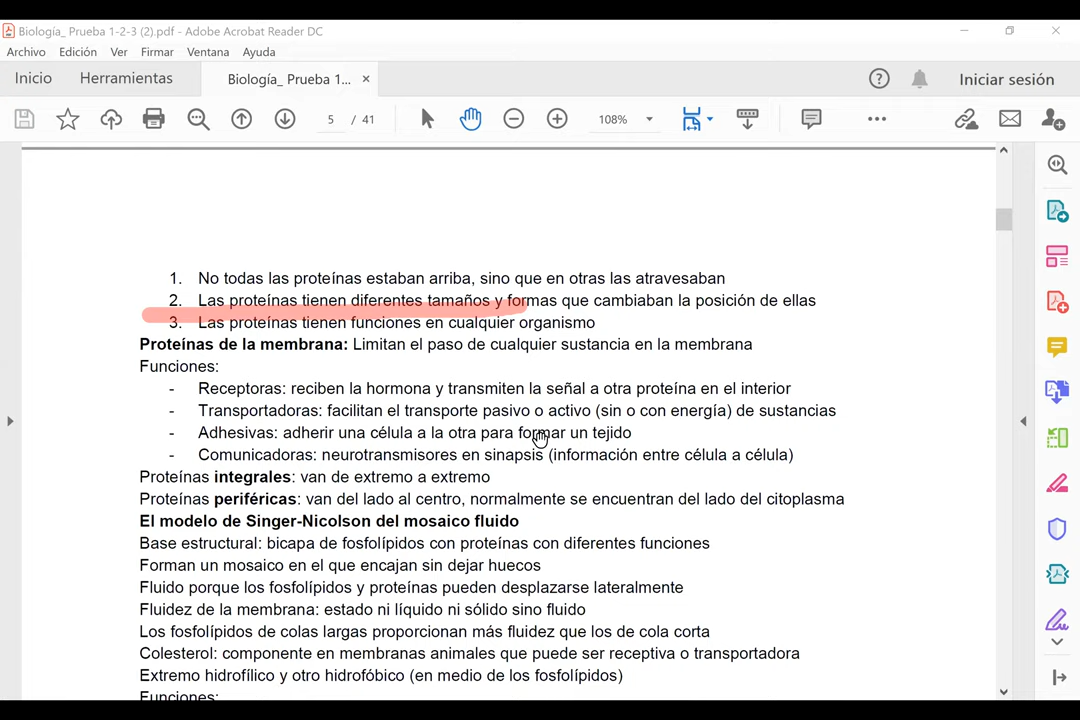 Biología_ Prueba 1-2-3 (2).pdf - Adobe Acrobat Reader DC
Archivo Edición Ver Firmar Ventana Ayuda
Inicio Herramientas Biología_ Prueba 1... × Iniciar sesión
5 / 41 108%
1. No todas las proteínas estaban arriba, sino que en otras las atravesaban
2. Las proteínas tienen diferentes tamaños y formas que cambiaban la posición de ellas
3. Las proteínas tienen funciones en cualquier organismo
Proteínas de la membrana: Limitan el paso de cualquier sustancia en la membrana
Funciones:
- Receptoras: reciben la hormona y transmiten la señal a otra proteína en el interior
- Transportadoras: facilitan el transporte pasivo o activo (sin o con energía) de sustancias
- Adhesivas: adherir una célula a la otra para formar un tejido
- Comunicadoras: neurotransmisores en sinapsis (información entre célula a célula)
Proteínas integrales: van de extremo a extremo
Proteínas periféricas: van del lado al centro, normalmente se encuentran del lado del citoplasma
El modelo de Singer-Nicolson del mosaico fluido
Base estructural: bicapa de fosfolípidos con proteínas con diferentes funciones
Forman un mosaico en el que encajan sin dejar huecos
Fluido porque los fosfolípidos y proteínas pueden desplazarse lateralmente
Fluidez de la membrana: estado ni líquido ni sólido sino fluido
Los fosfolípidos de colas largas proporcionan más fluidez que los de cola corta
Colesterol: componente en membranas animales que puede ser receptiva o transportadora
Extremo hidrofílico y otro hidrofóbico (en medio de los fosfolípidos)
Funciones: